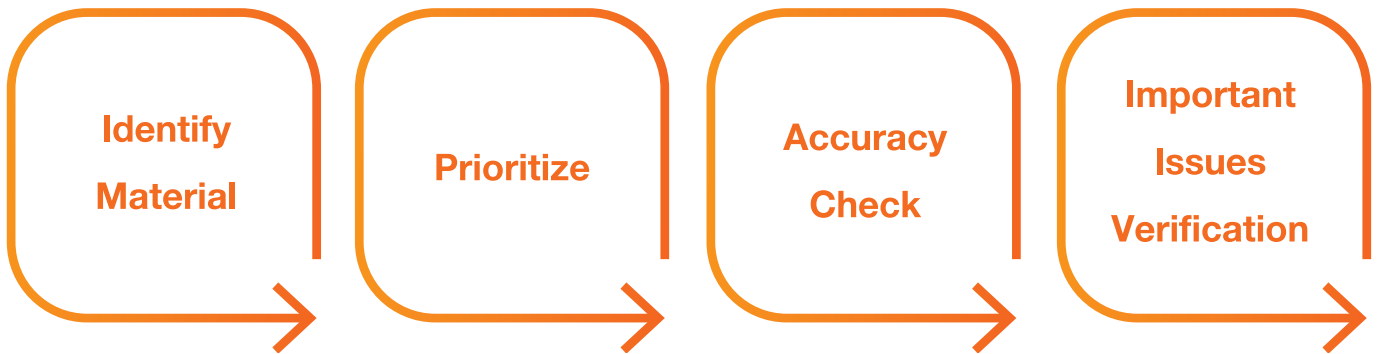 Identify
Material
Prioritize
Accuracy
Check
Important
Issues
Verification